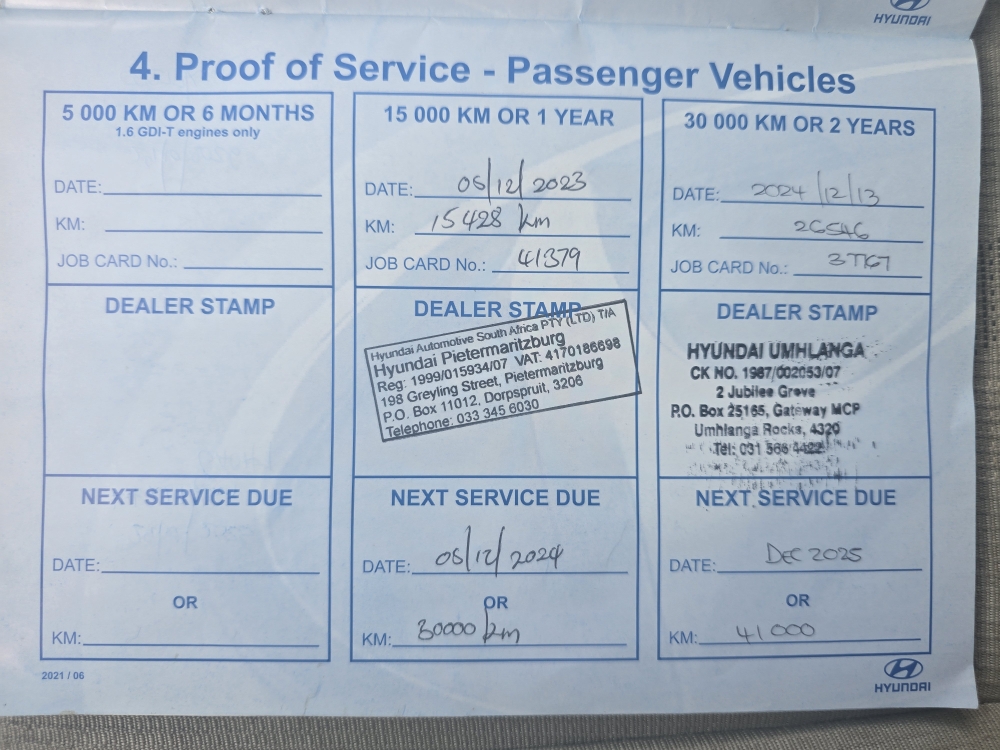 HYUNDAI
4. Proof of Service - Passenger Vehicles
5 000 KM OR 6 MONTHS
1.6 GDI-T engines only
DATE:
KM:
JOB CARD No.:
DEALER STAMP
NEXT SERVICE DUE
DATE:
OR
KM:
15 000 KM OR 1 YEAR
DATE: 05/12/2023
KM: 15428 km
JOB CARD No.: 41379
DEALER STAMP
Hyundai Automotive South Africa PTY (LTD) T/A
Hyundai Pietermaritzburg
Reg: 1999/015934/07 VAT: 4170186698
198 Greyling Street, Pietermaritzburg
P.O. Box 11012, Dorpspruit, 3206
Telephone: 033 345 6030
NEXT SERVICE DUE
DATE: 05/12/2024
OR
KM: 30000 km
30 000 KM OR 2 YEARS
DATE: 2024/12/13
KM: 26546
JOB CARD No.:
DEALER STAMP
HYUNDAI UMHLANGA
CK NO. 1987/002053/07
2 Jubilee Grove
P.O. Box 25165, Gateway MCP
Umhlanga Rocks, 4320
Tel: 031 566 4422
NEXT SERVICE DUE
DATE: DEC 2025
OR
KM: 41000
2021 / 06
HYUNDAI